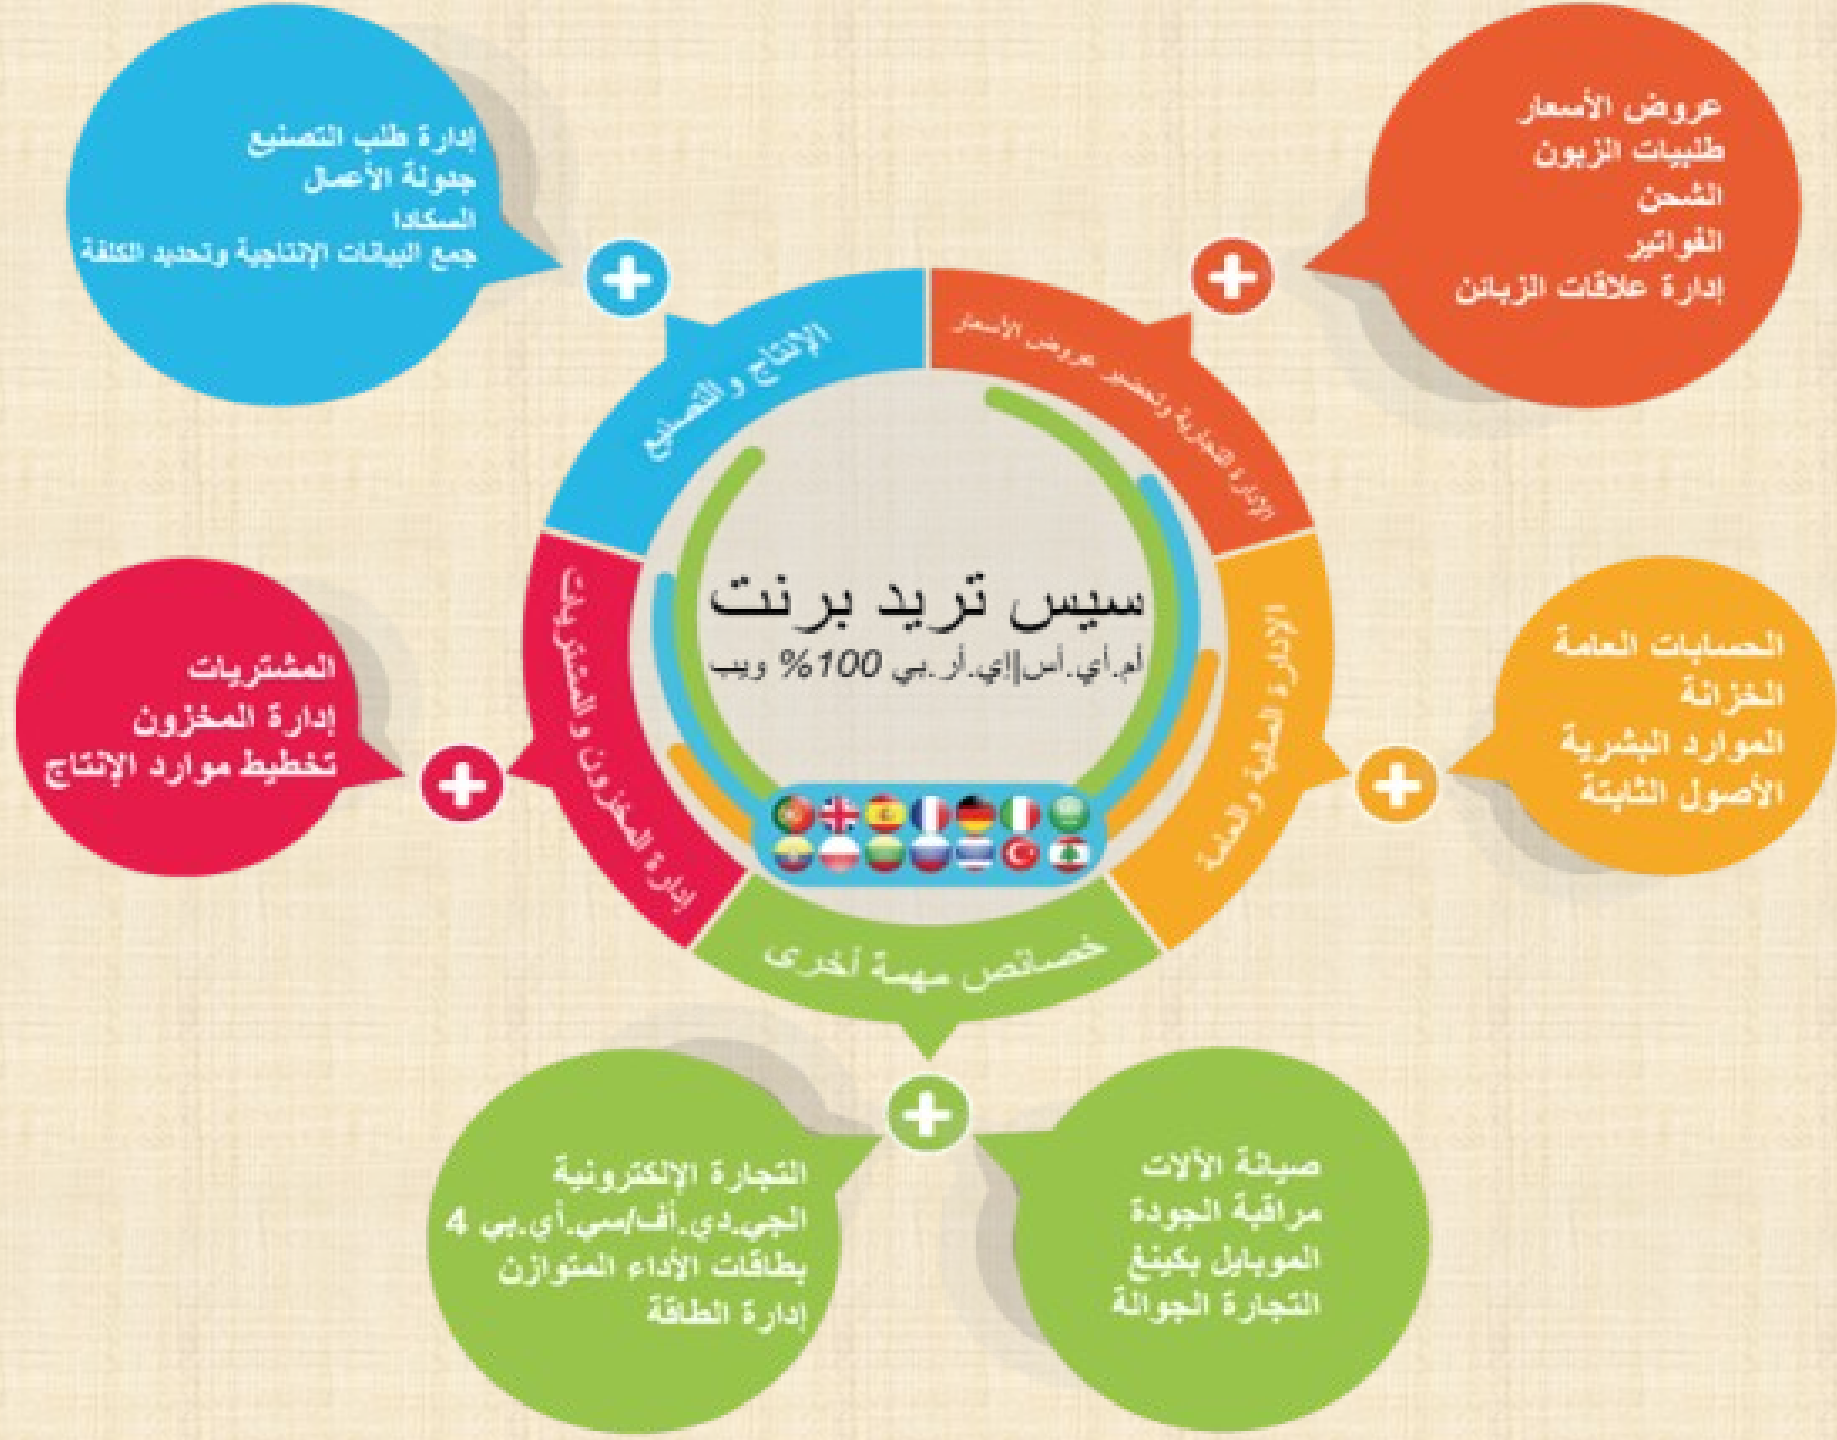 عروض الأسعار
طلبيات الزبون
الشحن
الفواتير
إدارة علاقات الزبائن
إدارة طلب التصنيع
جدولة الأعمال
السكادا
جمع البيانات الإنتاجية وتحديد الكلفة
الإدارة التجارية وتحضير عروض الأسعار
الإنتاج و التصنيع
سيس تريد برنت
أم.أي.أس||إي.أر.بي 100% ويب
الإدارة المالية والعامة
الحسابات العامة
الخزانة
الموارد البشرية
الأصول الثابتة
إدارة المخزون و المشتريات
المشتريات
إدارة المخزون
تخطيط موارد الإنتاج
خصائص مهمة أخرى
صيانة الآلات
مراقبة الجودة
الموبايل بكينغ
التجارة الجوالة
التجارة الإلكترونية
الجي.دي.أف/سي.أي.بي 4
بطاقات الأداء المتوازن
إدارة الطاقة